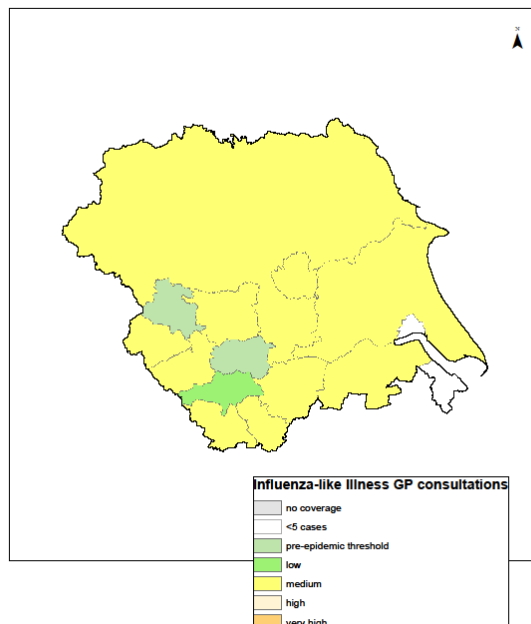 Influenza-like Illness GP consultations
no coverage
<5 cases
pre-epidemic threshold
low
medium
high
very high